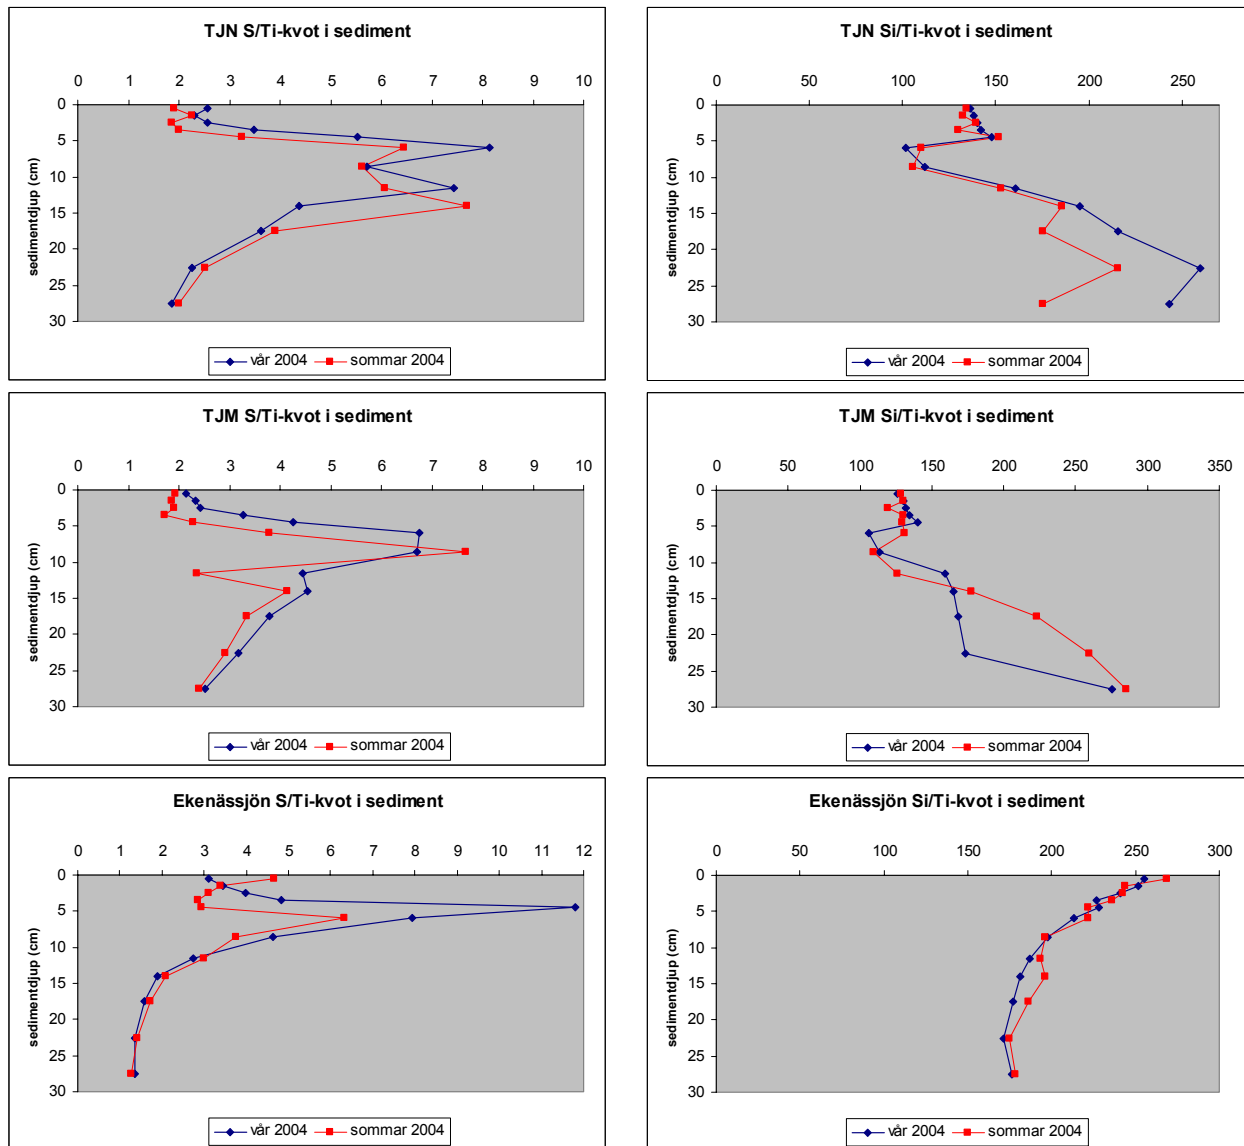 TJN S/Ti-kvot i sediment
0 1 2 3 4 5 6 7 8 9 10
0
5
10
15
20
25
30
sedimentdjup (cm)
vår 2004 sommar 2004
TJN Si/Ti-kvot i sediment
0 50 100 150 200 250
0
5
10
15
20
25
30
sedimentdjup (cm)
vår 2004 sommar 2004
TJM S/Ti-kvot i sediment
0 1 2 3 4 5 6 7 8 9 10
0
5
10
15
20
25
30
sedimentdjup (cm)
vår 2004 sommar 2004
TJM Si/Ti-kvot i sediment
0 50 100 150 200 250 300 350
0
5
10
15
20
25
30
sedimentdjup (cm)
vår 2004 sommar 2004
Ekenässjön S/Ti-kvot i sediment
0 1 2 3 4 5 6 7 8 9 10 11 12
0
5
10
15
20
25
30
sedimentdjup (cm)
vår 2004 sommar 2004
Ekenässjön Si/Ti-kvot i sediment
0 50 100 150 200 250 300
0
5
10
15
20
25
30
sedimentdjup (cm)
vår 2004 sommar 2004